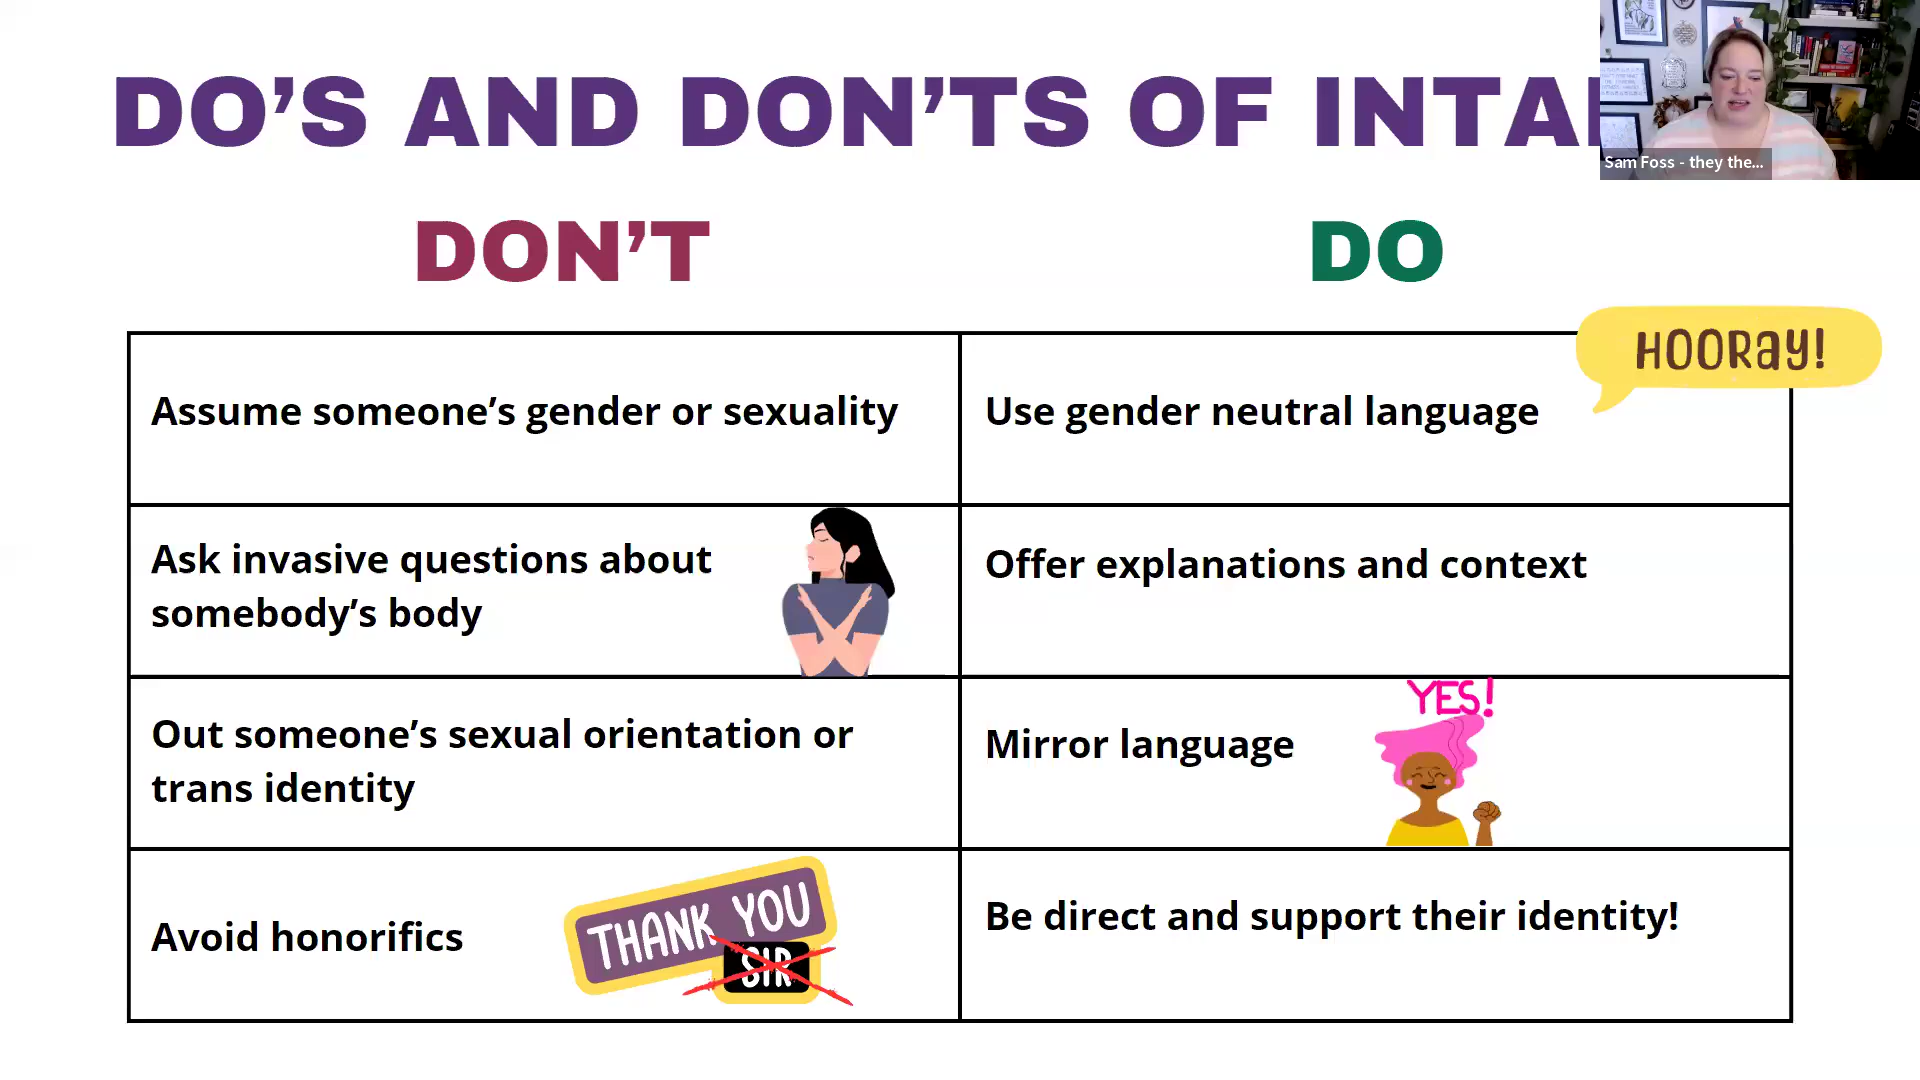 DO’S AND DON’TS OF INTA
Sam Foss - they the...
DON’T
DO
HOORAY!
Assume someone’s gender or sexuality
Use gender neutral language
Ask invasive questions about
somebody’s body
Offer explanations and context
YES!
Out someone’s sexual orientation or
trans identity
Mirror language
Avoid honorifics
THANK YOU
SIR
Be direct and support their identity!